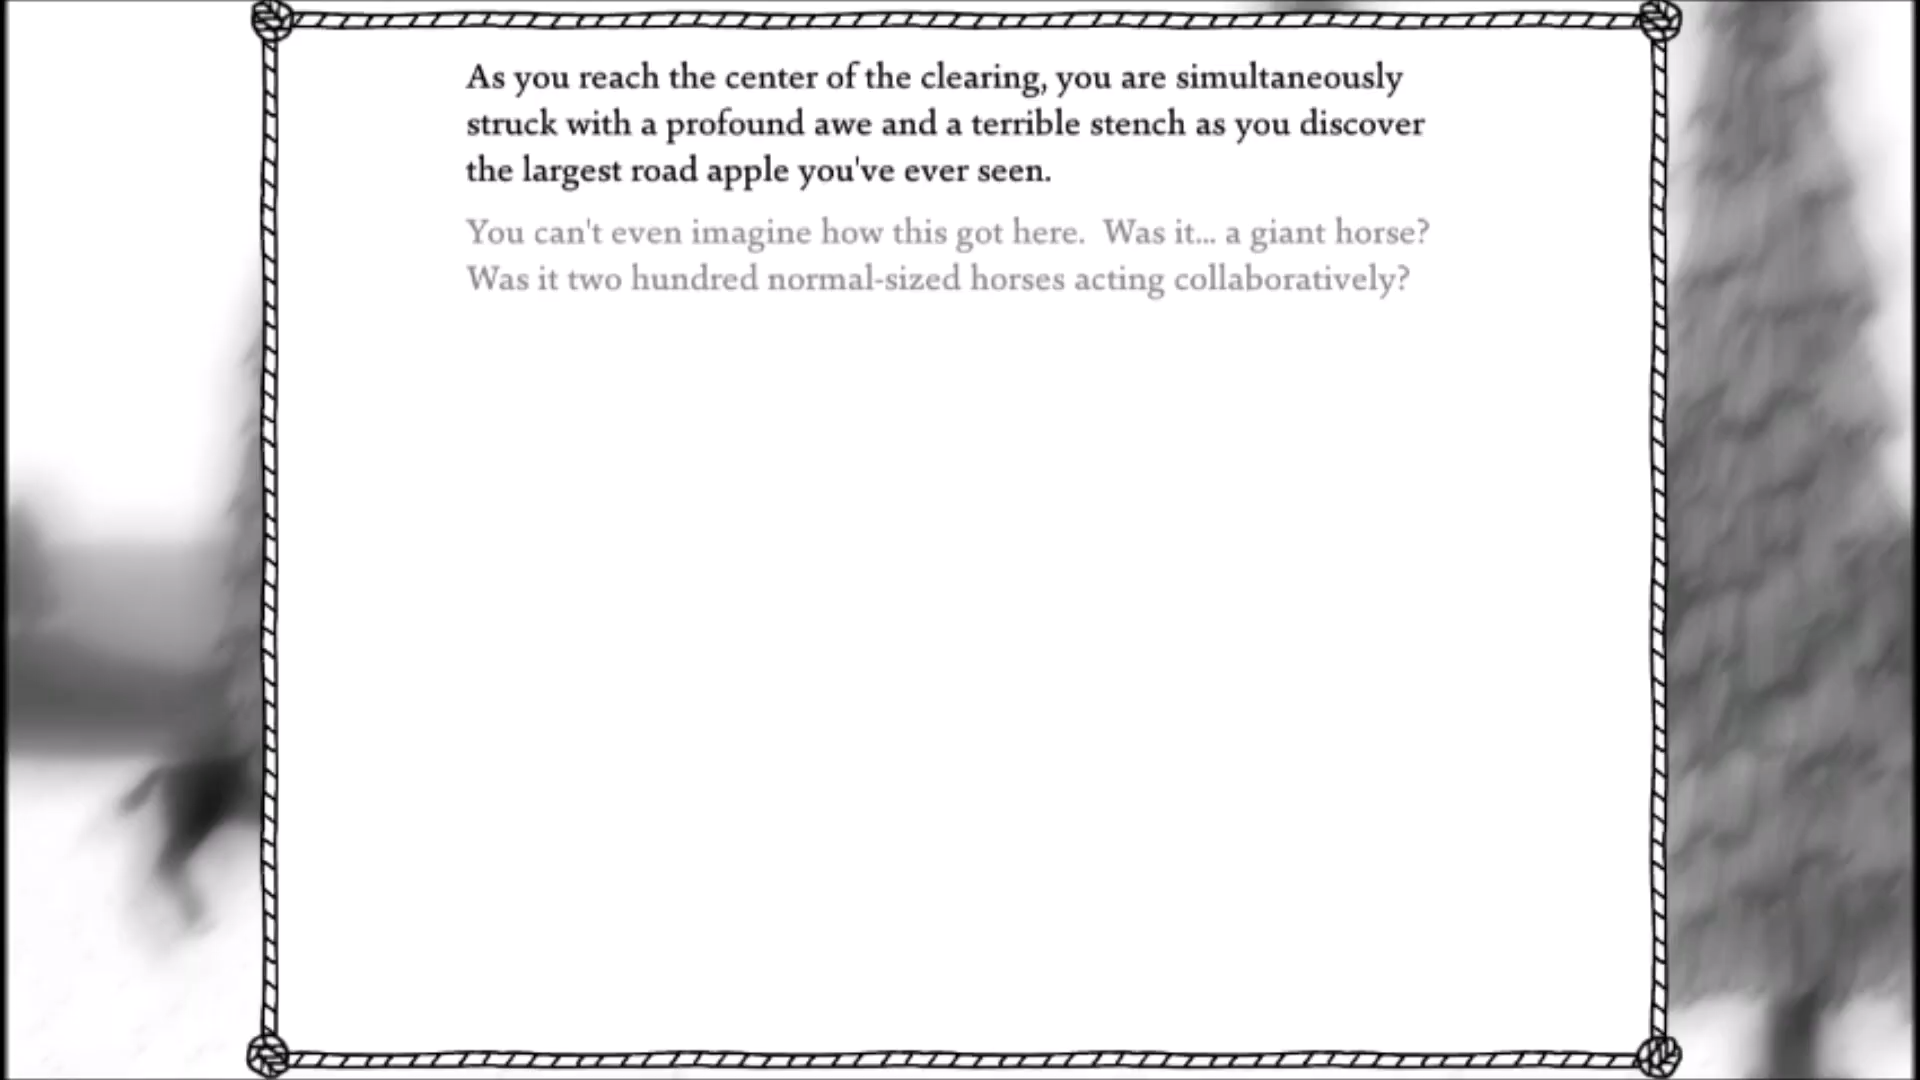 As you reach the center of the clearing, you are simultaneously
struck with a profound awe and a terrible stench as you discover
the largest road apple you've ever seen.
You can't even imagine how this got here.  Was it... a giant horse?
Was it two hundred normal-sized horses acting collaboratively?